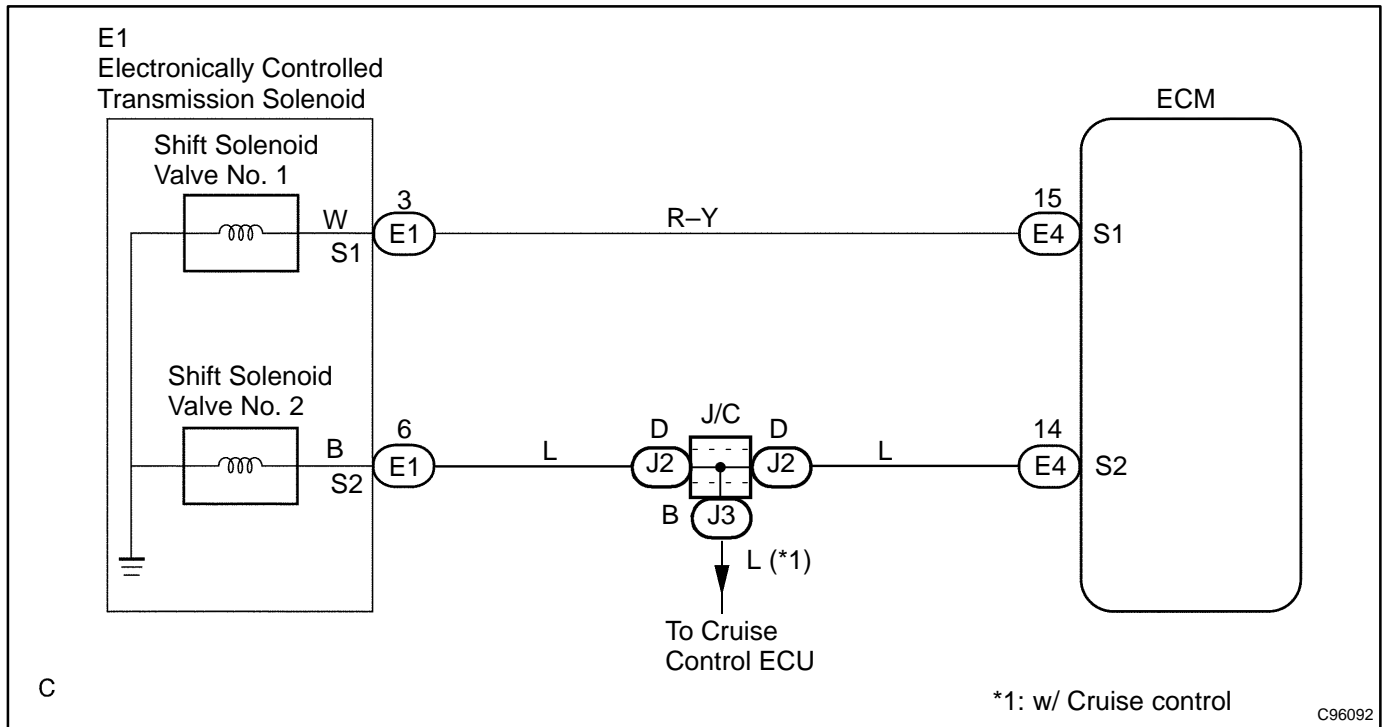 E1
Electronically Controlled
Transmission Solenoid
ECM
Shift Solenoid
Valve No. 1
W
S1
3
E1
R–Y
15
E4
S1
Shift Solenoid
Valve No. 2
B
S2
6
E1
L
D
J2
J/C
D
J2
L
14
E4
S2
B
J3
L (*1)
To Cruise
Control ECU
C
*1: w/ Cruise control
C96092